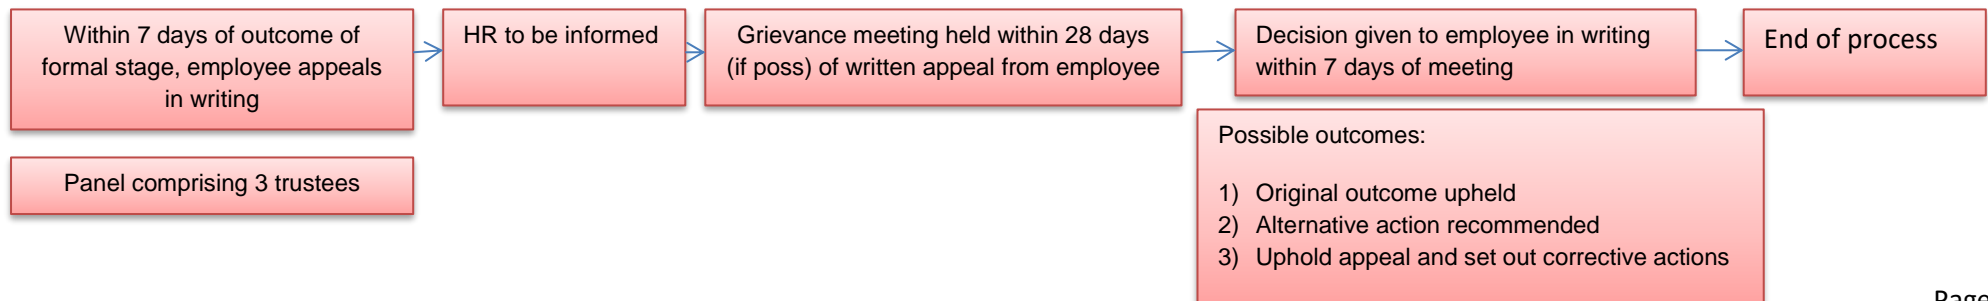 Within 7 days of outcome of
formal stage, employee appeals
in writing
HR to be informed
Grievance meeting held within 28 days
(if poss) of written appeal from employee
Decision given to employee in writing
within 7 days of meeting
End of process
Panel comprising 3 trustees
Possible outcomes:
1) Original outcome upheld
2) Alternative action recommended
3) Uphold appeal and set out corrective actions
Page